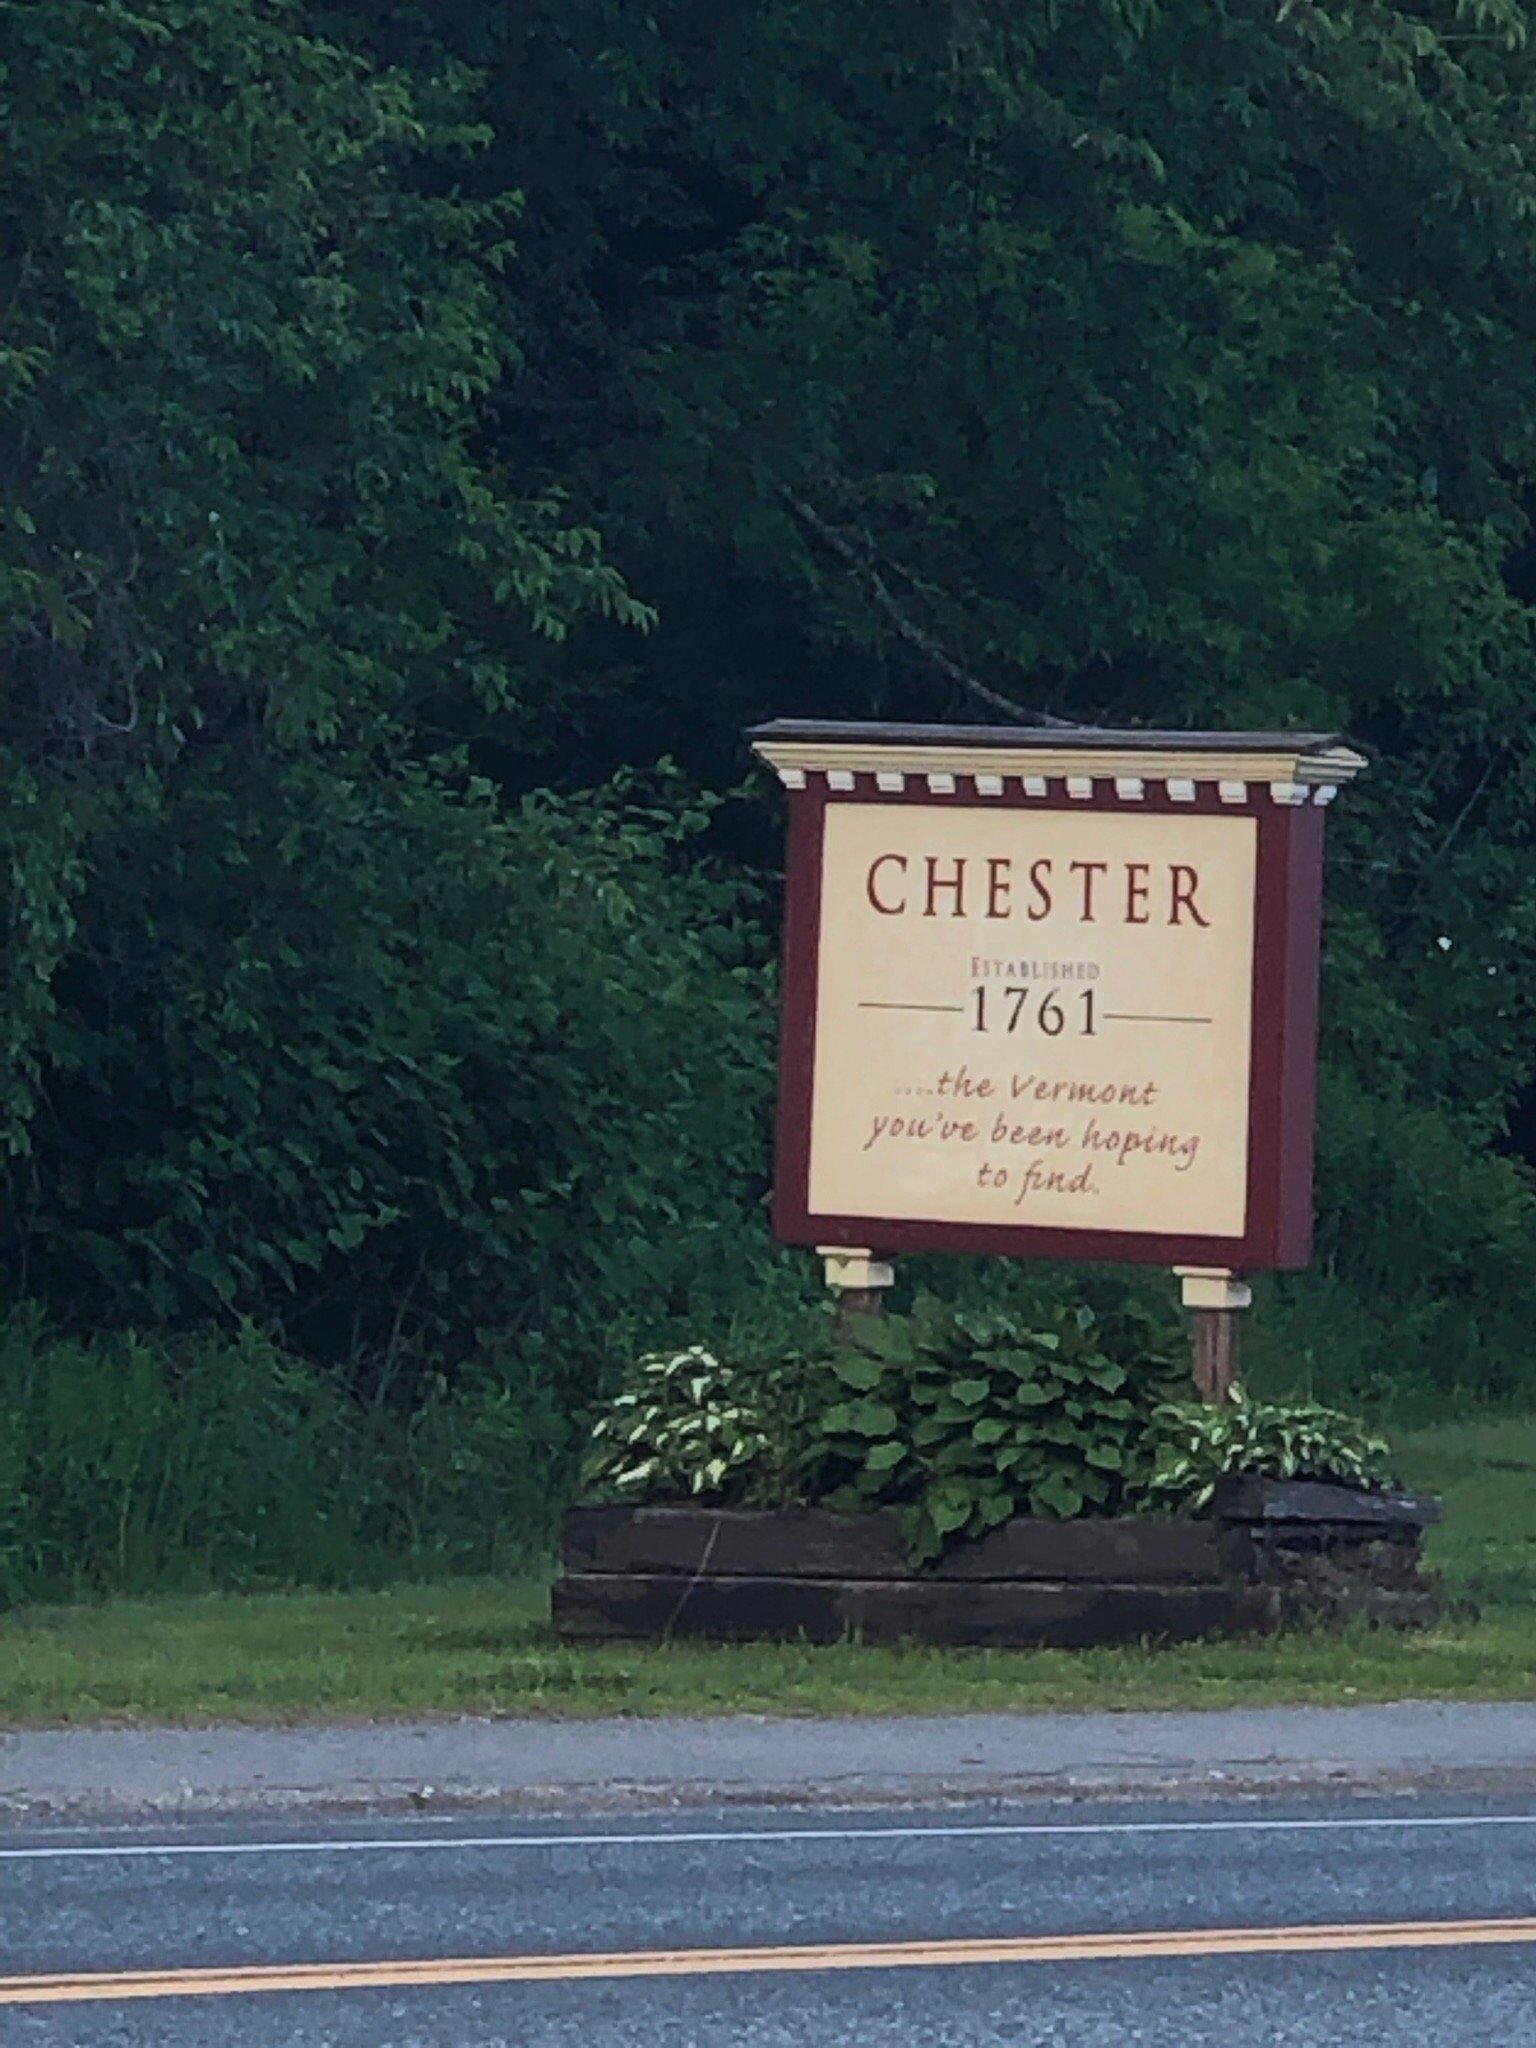 CHESTER
ESTABLISHED
1761
....the Vermont
you've been hoping
to find.